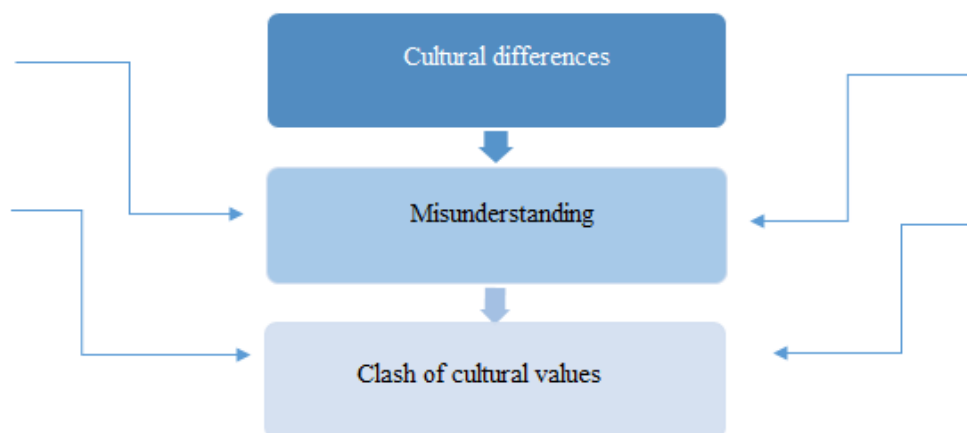 Cultural differences
Misunderstanding
Clash of cultural values